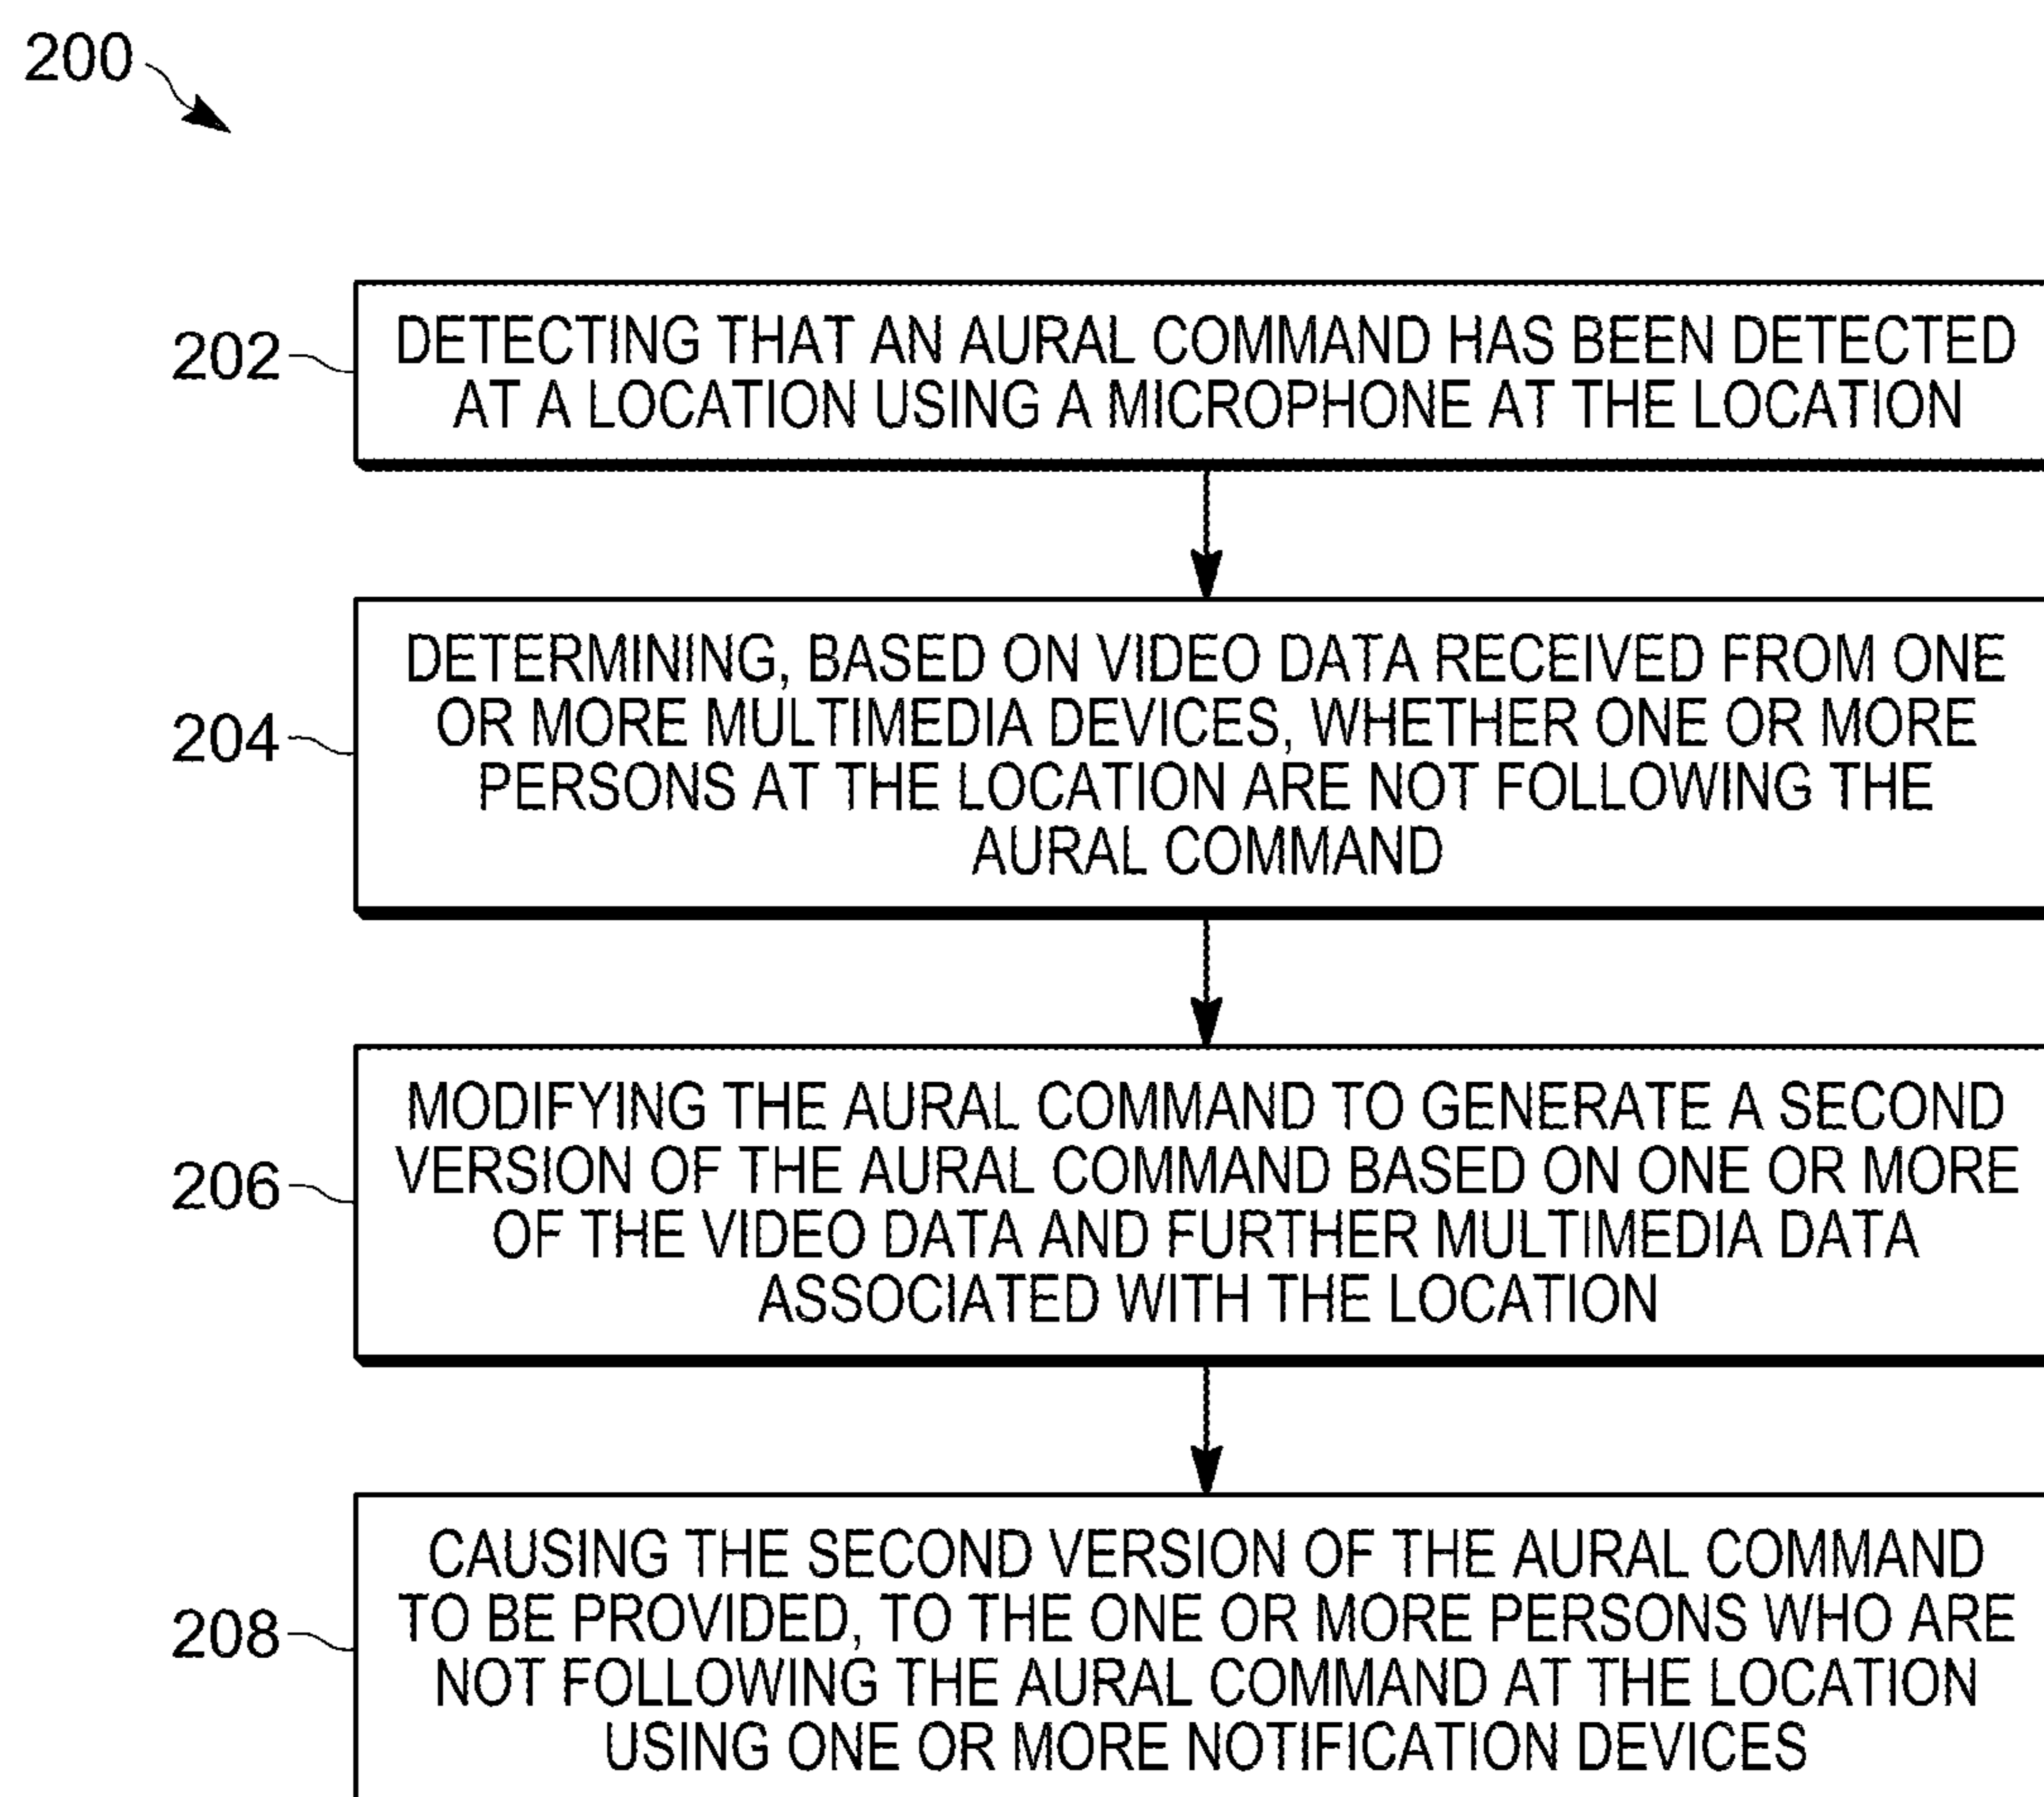 200
202
DETECTING THAT AN AURAL COMMAND HAS BEEN DETECTED
AT A LOCATION USING A MICROPHONE AT THE LOCATION
204
DETERMINING, BASED ON VIDEO DATA RECEIVED FROM ONE
OR MORE MULTIMEDIA DEVICES, WHETHER ONE OR MORE
PERSONS AT THE LOCATION ARE NOT FOLLOWING THE
AURAL COMMAND
206
MODIFYING THE AURAL COMMAND TO GENERATE A SECOND
VERSION OF THE AURAL COMMAND BASED ON ONE OR MORE
OF THE VIDEO DATA AND FURTHER MULTIMEDIA DATA
ASSOCIATED WITH THE LOCATION
208
CAUSING THE SECOND VERSION OF THE AURAL COMMAND
TO BE PROVIDED, TO THE ONE OR MORE PERSONS WHO ARE
NOT FOLLOWING THE AURAL COMMAND AT THE LOCATION
USING ONE OR MORE NOTIFICATION DEVICES